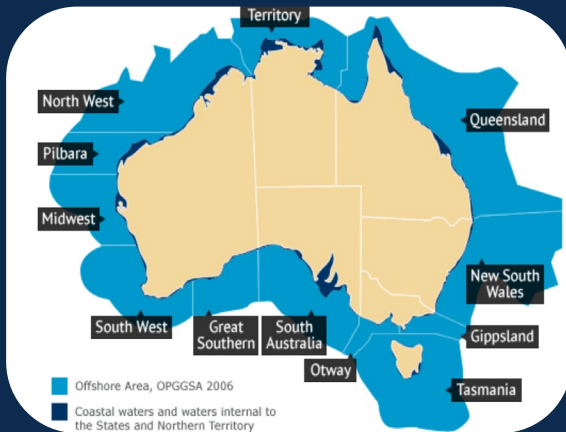 Territory
North West
Queensland
Pilbara
Midwest
New South
Wales
South West
Great
Southern
South
Australia
Gippsland
Otway
Tasmania
Offshore Area, OPGGSA 2006
Coastal waters and waters internal to
the States and Northern Territory